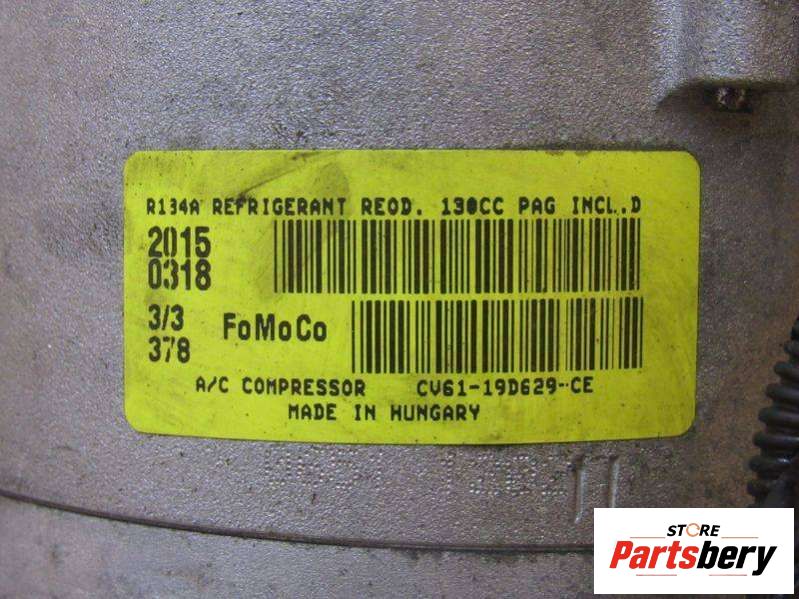 R134A REFRIGERANT REOD. 130CC PAG INCL.D
2015
0318
3/3
378
FoMoCo
A/C COMPRESSOR CV61-19D629-CE
MADE IN HUNGARY
STORE
Partsbery